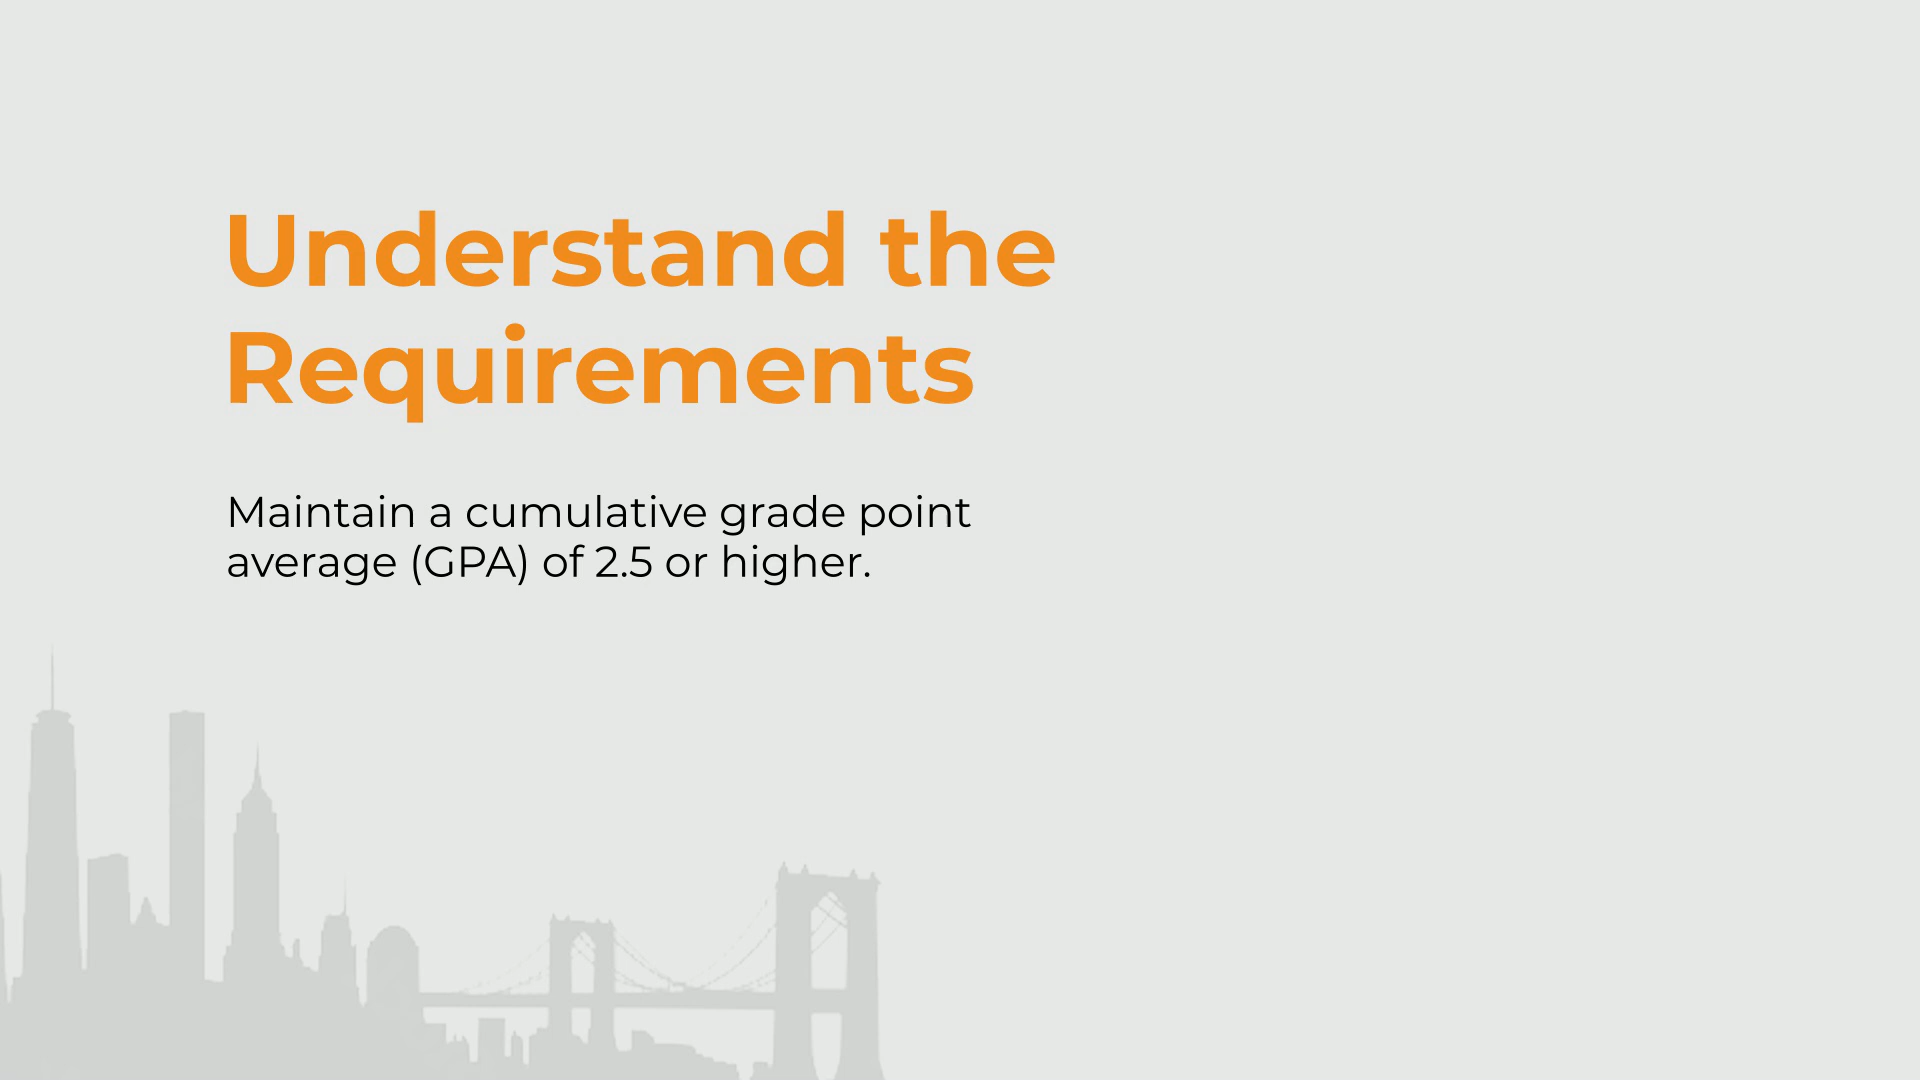 Understand the
Requirements
Maintain a cumulative grade point
average (GPA) of 2.5 or higher.